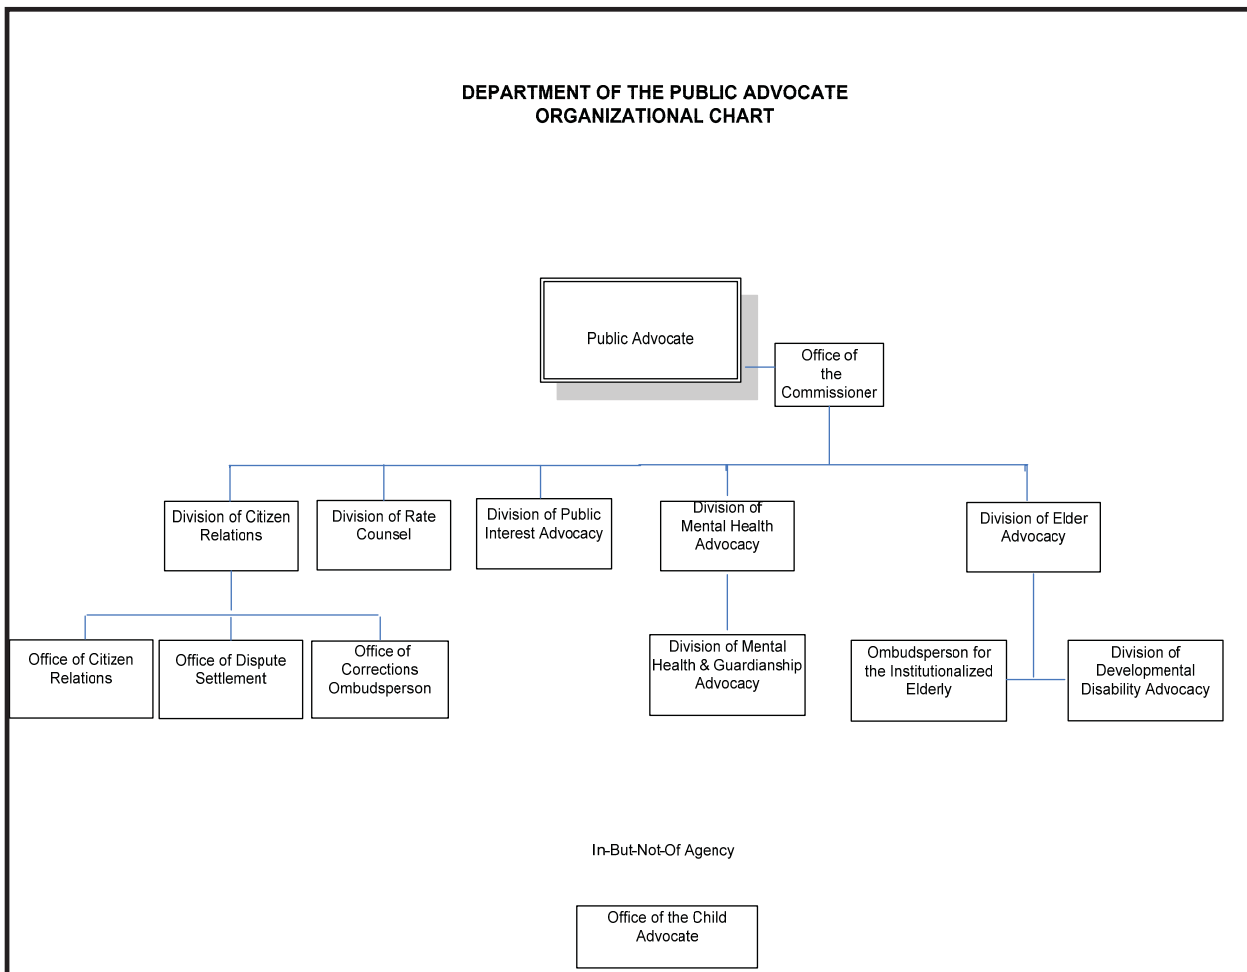 DEPARTMENT OF THE PUBLIC ADVOCATE
ORGANIZATIONAL CHART
Public Advocate
Office of
the
Commissioner
Division of Citizen
Relations
Division of Rate
Counsel
Division of Public
Interest Advocacy
Division of
Mental Health
Advocacy
Division of Elder
Advocacy
Office of Citizen
Relations
Office of Dispute
Settlement
Office of
Corrections
Ombudsperson
Division of Mental
Health & Guardianship
Advocacy
Ombudsperson for
the Institutionalized
Elderly
Division of
Developmental
Disability Advocacy
In-But-Not-Of Agency
Office of the Child
Advocate